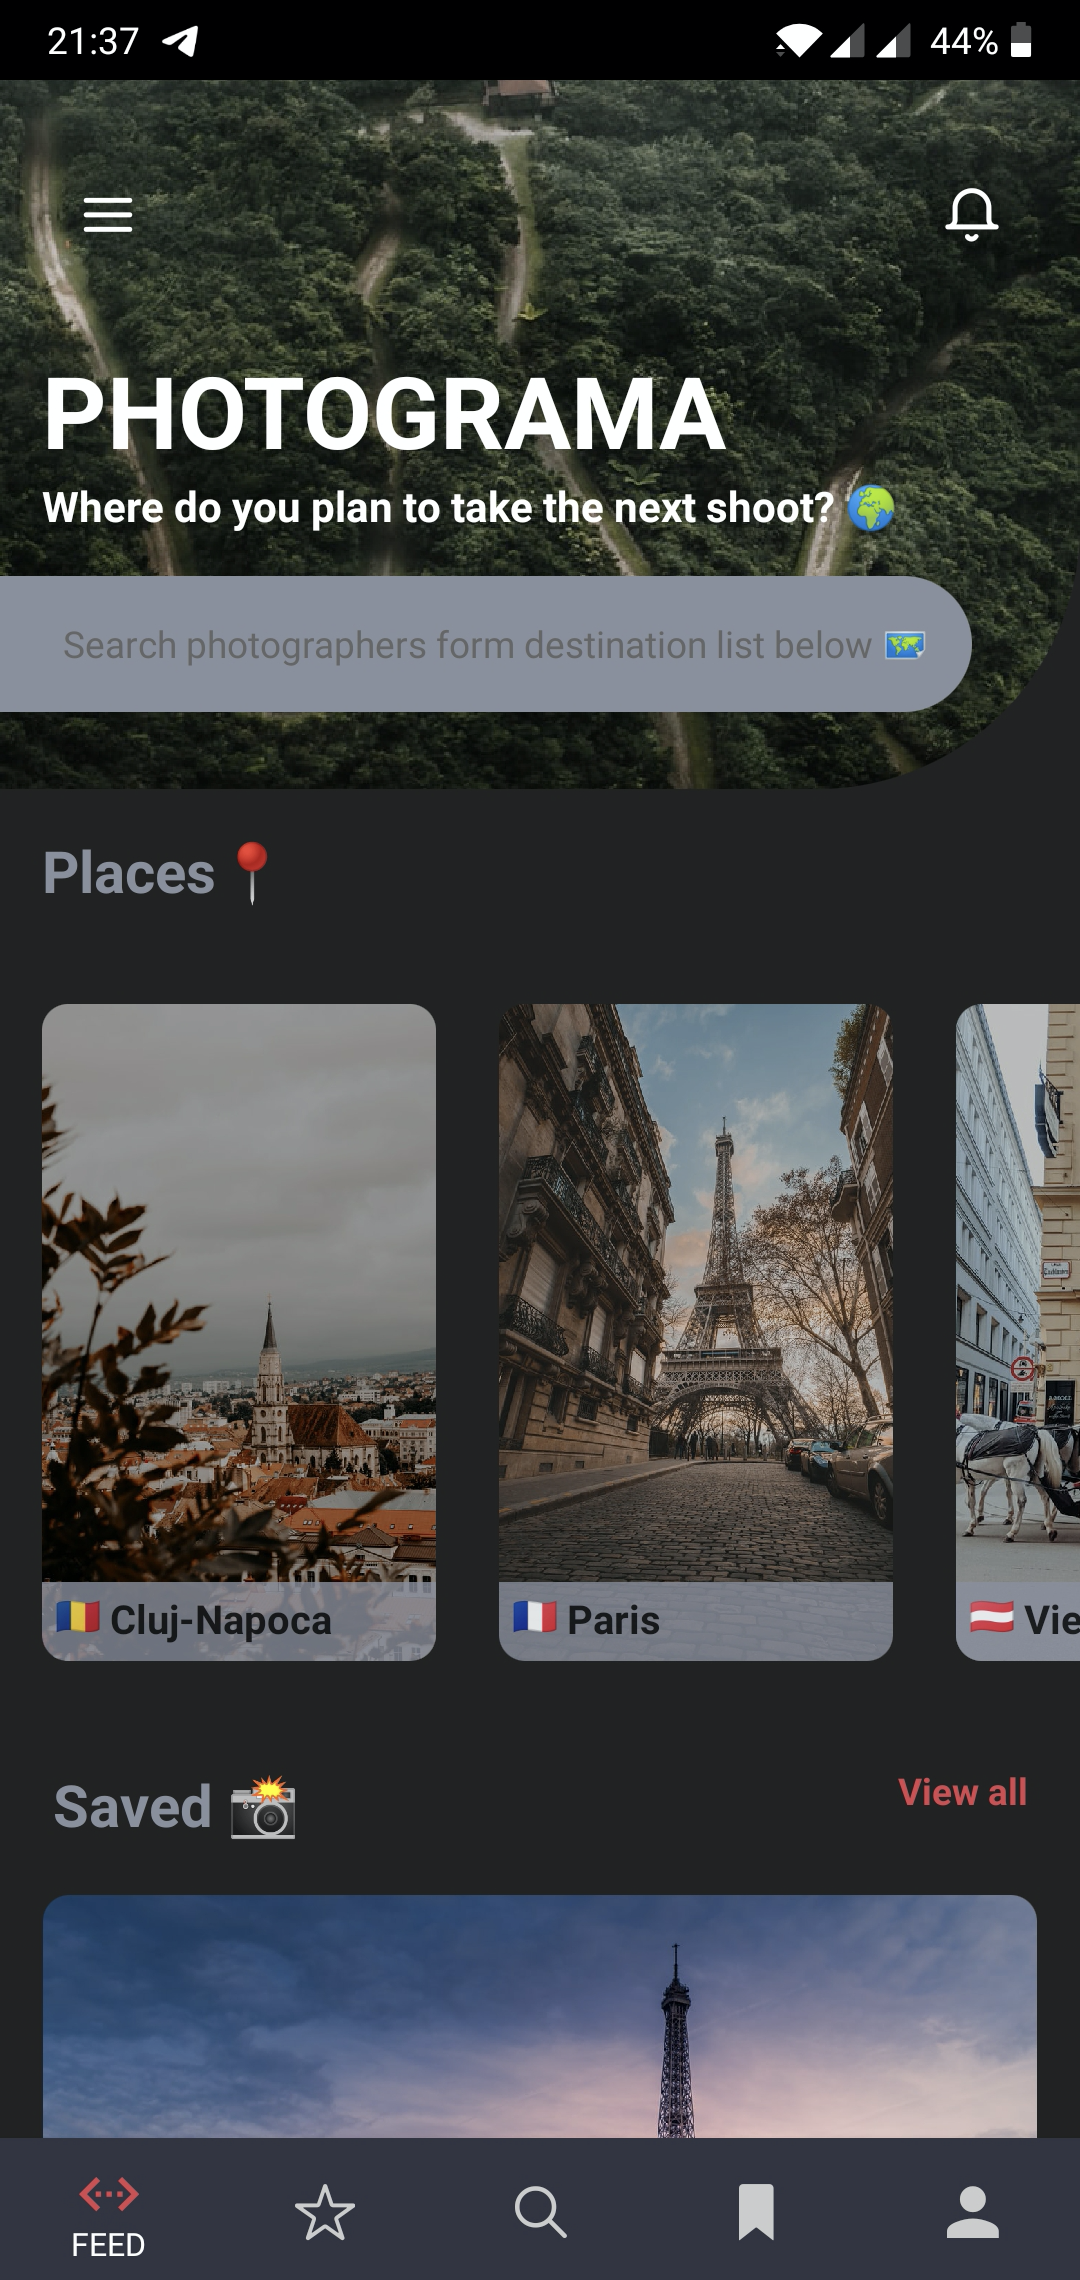 21:37 44%
PHOTOGRAMA
Where do you plan to take the next shoot? 🌍
Search photographers form destination list below 🗺️
Places 📍
🇷🇴 Cluj-Napoca
🇫🇷 Paris
🇦🇹 Vie
Saved 📸
View all
FEED